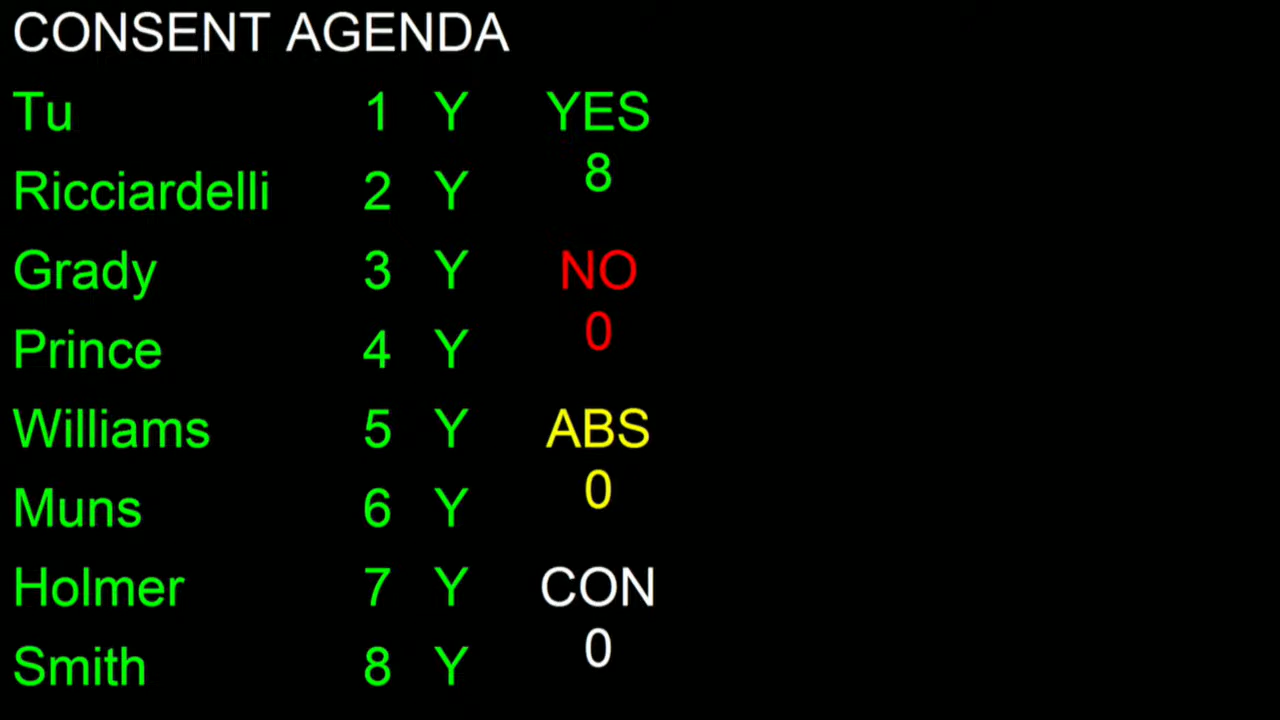 CONSENT AGENDA
Tu 1 Y YES
8
Ricciardelli 2 Y
Grady 3 Y NO
0
Prince 4 Y
Williams 5 Y ABS
0
Muns 6 Y
Holmer 7 Y CON
0
Smith 8 Y